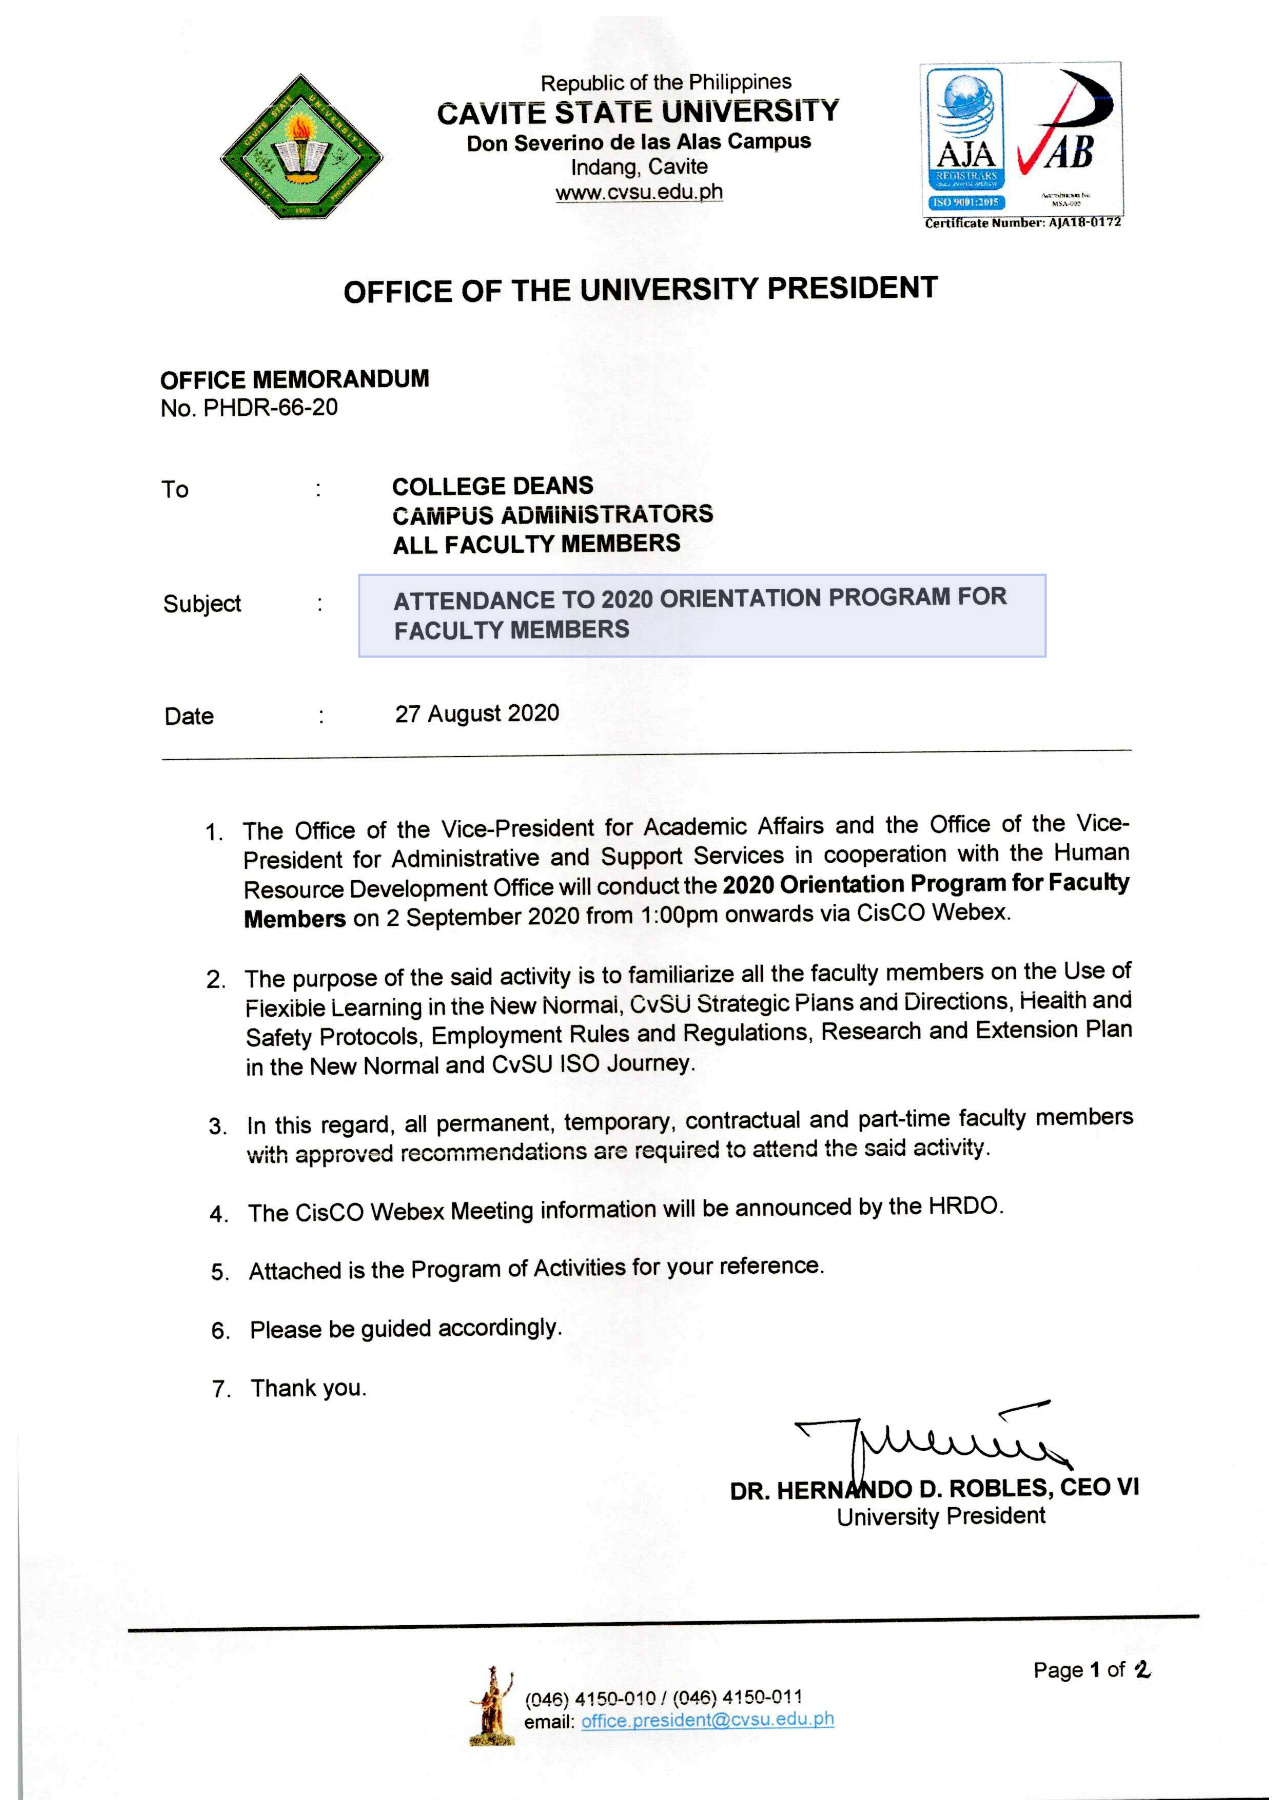 Republic of the Philippines
CAVITE STATE UNIVERSITY
Don Severino de las Alas Campus
Indang, Cavite
www.cvsu.edu.ph
CAVITE STATE UNIVERSITY
CAVITE PHILIPPINES
1906
AJA
REGISTRARS
ISO 9001:2015
PAB
Accreditation No.
MSA-005
Certificate Number: AJA18-0172
OFFICE OF THE UNIVERSITY PRESIDENT
OFFICE MEMORANDUM
No. PHDR-66-20
To : COLLEGE DEANS
CAMPUS ADMINISTRATORS
ALL FACULTY MEMBERS
Subject : ATTENDANCE TO 2020 ORIENTATION PROGRAM FOR
FACULTY MEMBERS
Date : 27 August 2020
1. The Office of the Vice-President for Academic Affairs and the Office of the Vice-
President for Administrative and Support Services in cooperation with the Human
Resource Development Office will conduct the 2020 Orientation Program for Faculty
Members on 2 September 2020 from 1:00pm onwards via CisCO Webex.
2. The purpose of the said activity is to familiarize all the faculty members on the Use of
Flexible Learning in the New Normal, CvSU Strategic Plans and Directions, Health and
Safety Protocols, Employment Rules and Regulations, Research and Extension Plan
in the New Normal and CvSU ISO Journey.
3. In this regard, all permanent, temporary, contractual and part-time faculty members
with approved recommendations are required to attend the said activity.
4. The CisCO Webex Meeting information will be announced by the HRDO.
5. Attached is the Program of Activities for your reference.
6. Please be guided accordingly.
7. Thank you.
DR. HERNANDO D. ROBLES, CEO VI
University President
Page 1 of 2
(046) 4150-010 / (046) 4150-011
email: office.president@cvsu.edu.ph